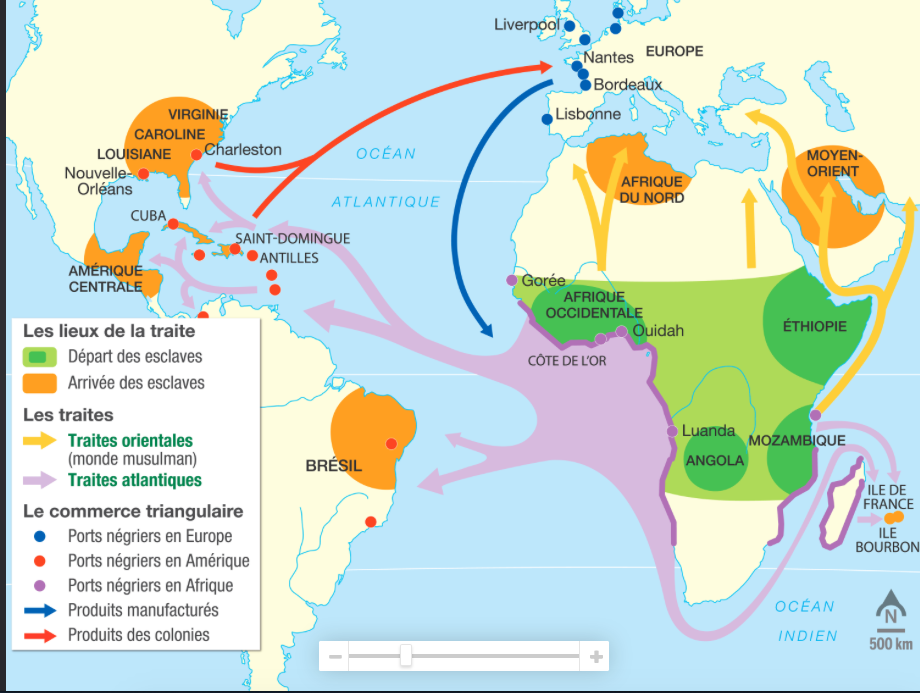 Liverpool
Nantes
EUROPE
Bordeaux
Lisbonne
VIRGINIE
CAROLINE
LOUISIANE
Charleston
Nouvelle-
Orléans
OCÉAN
ATLANTIQUE
CUBA
SAINT-DOMINGUE
ANTILLES
AMÉRIQUE
CENTRALE
AFRIQUE
DU NORD
MOYEN-
ORIENT
Gorée
AFRIQUE
OCCIDENTALE
Ouidah
CÔTE DE L'OR
ÉTHIOPIE
Luanda
MOZAMBIQUE
ANGOLA
BRÉSIL
ILE DE
FRANCE
ILE
BOURBON
OCÉAN
INDIEN
N
500 km
Les lieux de la traite
Départ des esclaves
Arrivée des esclaves
Les traites
Traites orientales
(monde musulman)
Traites atlantiques
Le commerce triangulaire
Ports négriers en Europe
Ports négriers en Amérique
Ports négriers en Afrique
Produits manufacturés
Produits des colonies